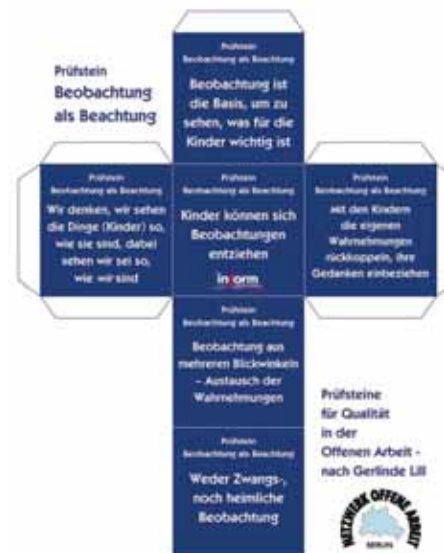 Prüfstein
Beobachtung
als Beachtung
Prüfstein
Beobachtung als Beachtung
Beobachtung ist
die Basis, um zu
sehen, was für die
Kinder wichtig ist
Prüfstein
Beobachtung als Beachtung
Wir denken, wir sehen
die Dinge (Kinder) so,
wie sie sind, dabei
sehen wir sei so,
wie wir sind
Prüfstein
Beobachtung als Beachtung
Kinder können sich
Beobachtungen
entziehen
inform
Prüfstein
Beobachtung als Beachtung
mit den Kindern
die eigenen
Wahrnehmungen
rückkoppeln, ihre
Gedanken einbeziehen
Prüfstein
Beobachtung als Beachtung
Beobachtung aus
mehreren Blickwinkeln
– Austausch der
Wahrnehmungen
Prüfstein
Beobachtung als Beachtung
Weder Zwangs-,
noch heimliche
Beobachtung
Prüfsteine
für Qualität
in der
Offenen Arbeit -
nach Gerlinde Lill
NETZWERK OFFENE ARBEIT
BERLIN